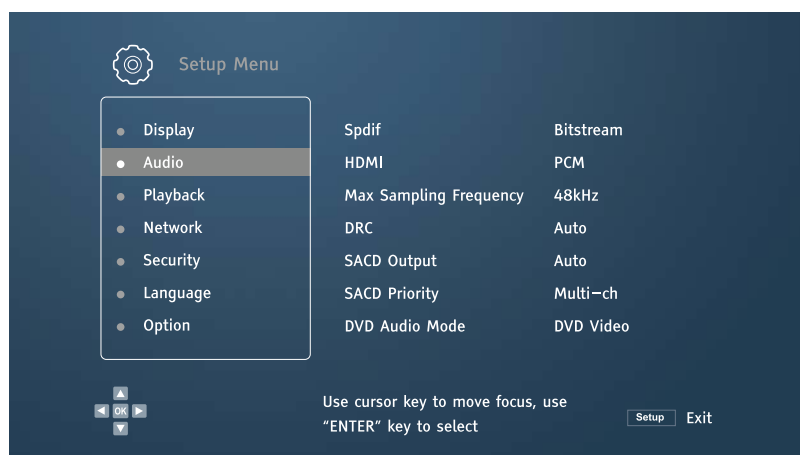 Setup Menu
Display
Audio
Playback
Network
Security
Language
Option
Spdif Bitstream
HDMI PCM
Max Sampling Frequency 48kHz
DRC Auto
SACD Output Auto
SACD Priority Multi-ch
DVD Audio Mode DVD Video
OK
Use cursor key to move focus, use
“ENTER” key to select
Setup Exit